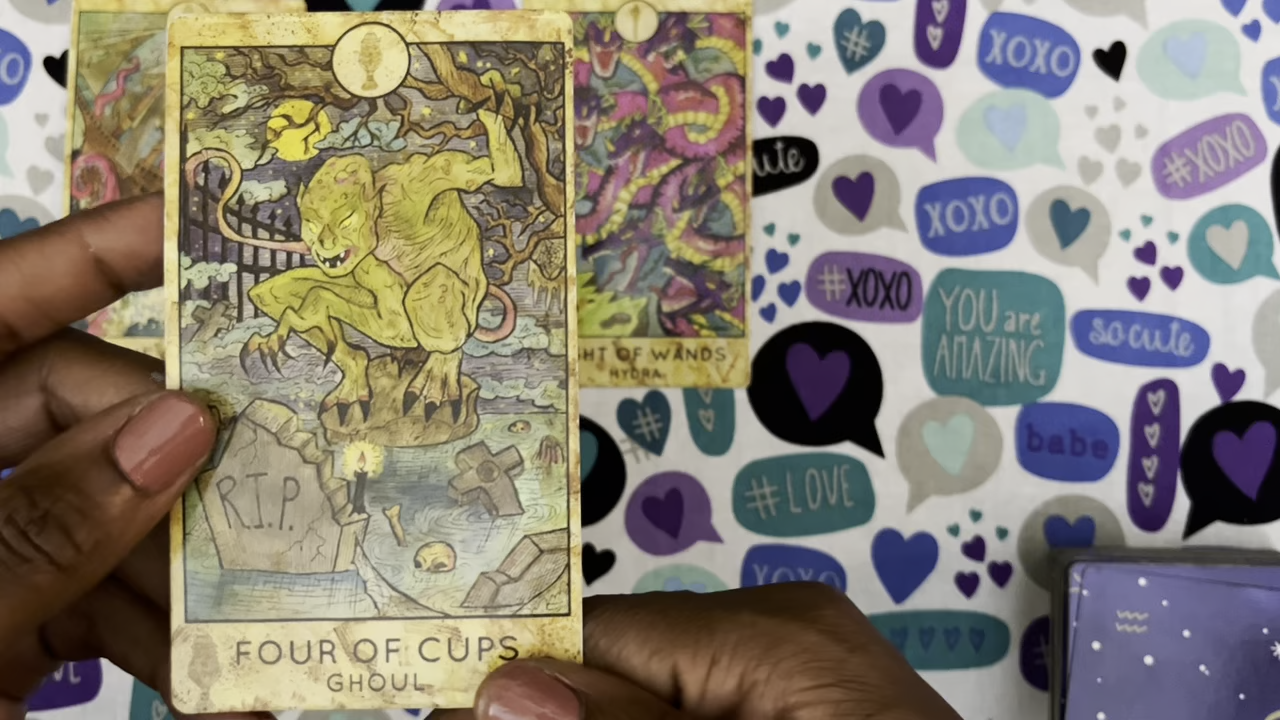 R.I.P.
FOUR OF CUPS
GHOUL
HT OF WANDS
HYDRA
#
XOXO
#XOXO
ute
XOXO
#XOXO
YOU are
AMAZING
so cute
#
babe
#LOVE
XOXO